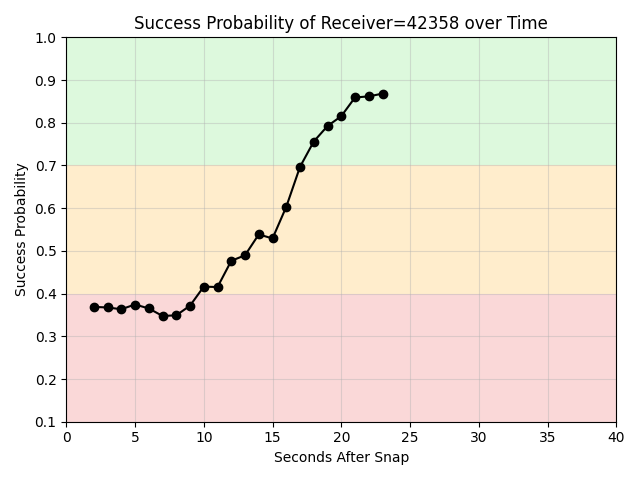 Success Probability of Receiver=42358 over Time
1.0
0.9
0.8
0.7
0.6
0.5
0.4
0.3
0.2
0.1
Success Probability
0 5 10 15 20 25 30 35 40
Seconds After Snap